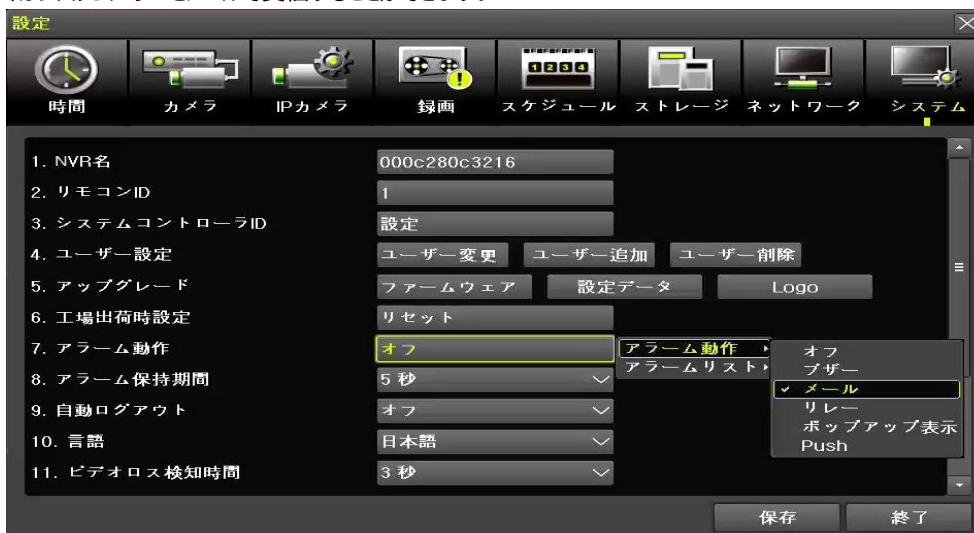 設定
時間 カメラ IPカメラ 録画 スケジュール ストレージ ネットワーク システム
1234
1. NVR名 000c280c3216
2. リモコンID 1
3. システムコントローラID 設定
4. ユーザー設定 ユーザー変更 ユーザー追加 ユーザー削除
5. アップグレード ファームウェア 設定データ Logo
6. 工場出荷時設定 リセット
7. アラーム動作 オフ アラーム動作 オフ
アラームリスト ブザー
8. アラーム保持期間 5 秒 メール
9. 自動ログアウト オフ リレー
ポップアップ表示
10. 言語 日本語 Push
11. ビデオロス検知時間 3 秒
保存 終了